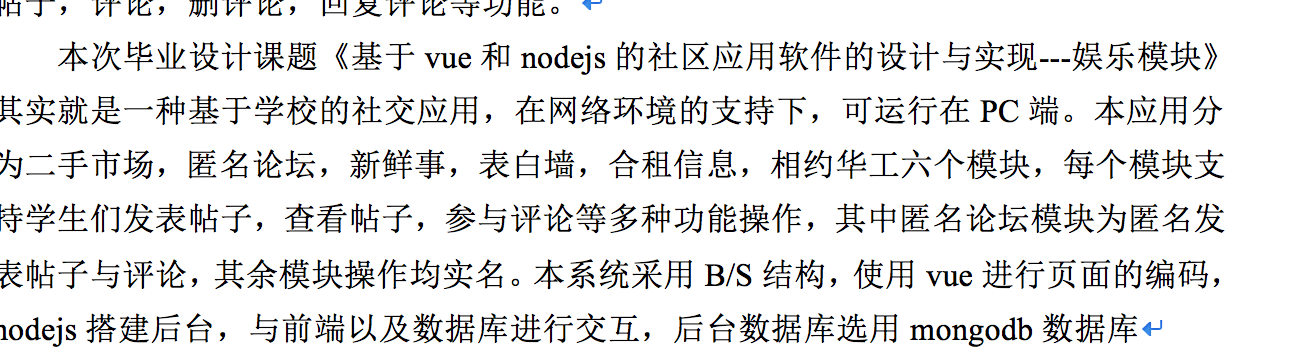 帖子，评论，删评论，回复评论等功能。
本次毕业设计课题《基于 vue 和 nodejs 的社区应用软件的设计与实现---娱乐模块》
其实就是一种基于学校的社交应用，在网络环境的支持下，可运行在 PC 端。本应用分
为二手市场，匿名论坛，新鲜事，表白墙，合租信息，相约华工六个模块，每个模块支
持学生们发表帖子，查看帖子，参与评论等多种功能操作，其中匿名论坛模块为匿名发
表帖子与评论，其余模块操作均实名。本系统采用 B/S 结构，使用 vue 进行页面的编码，
nodejs 搭建后台，与前端以及数据库进行交互，后台数据库选用 mongodb 数据库